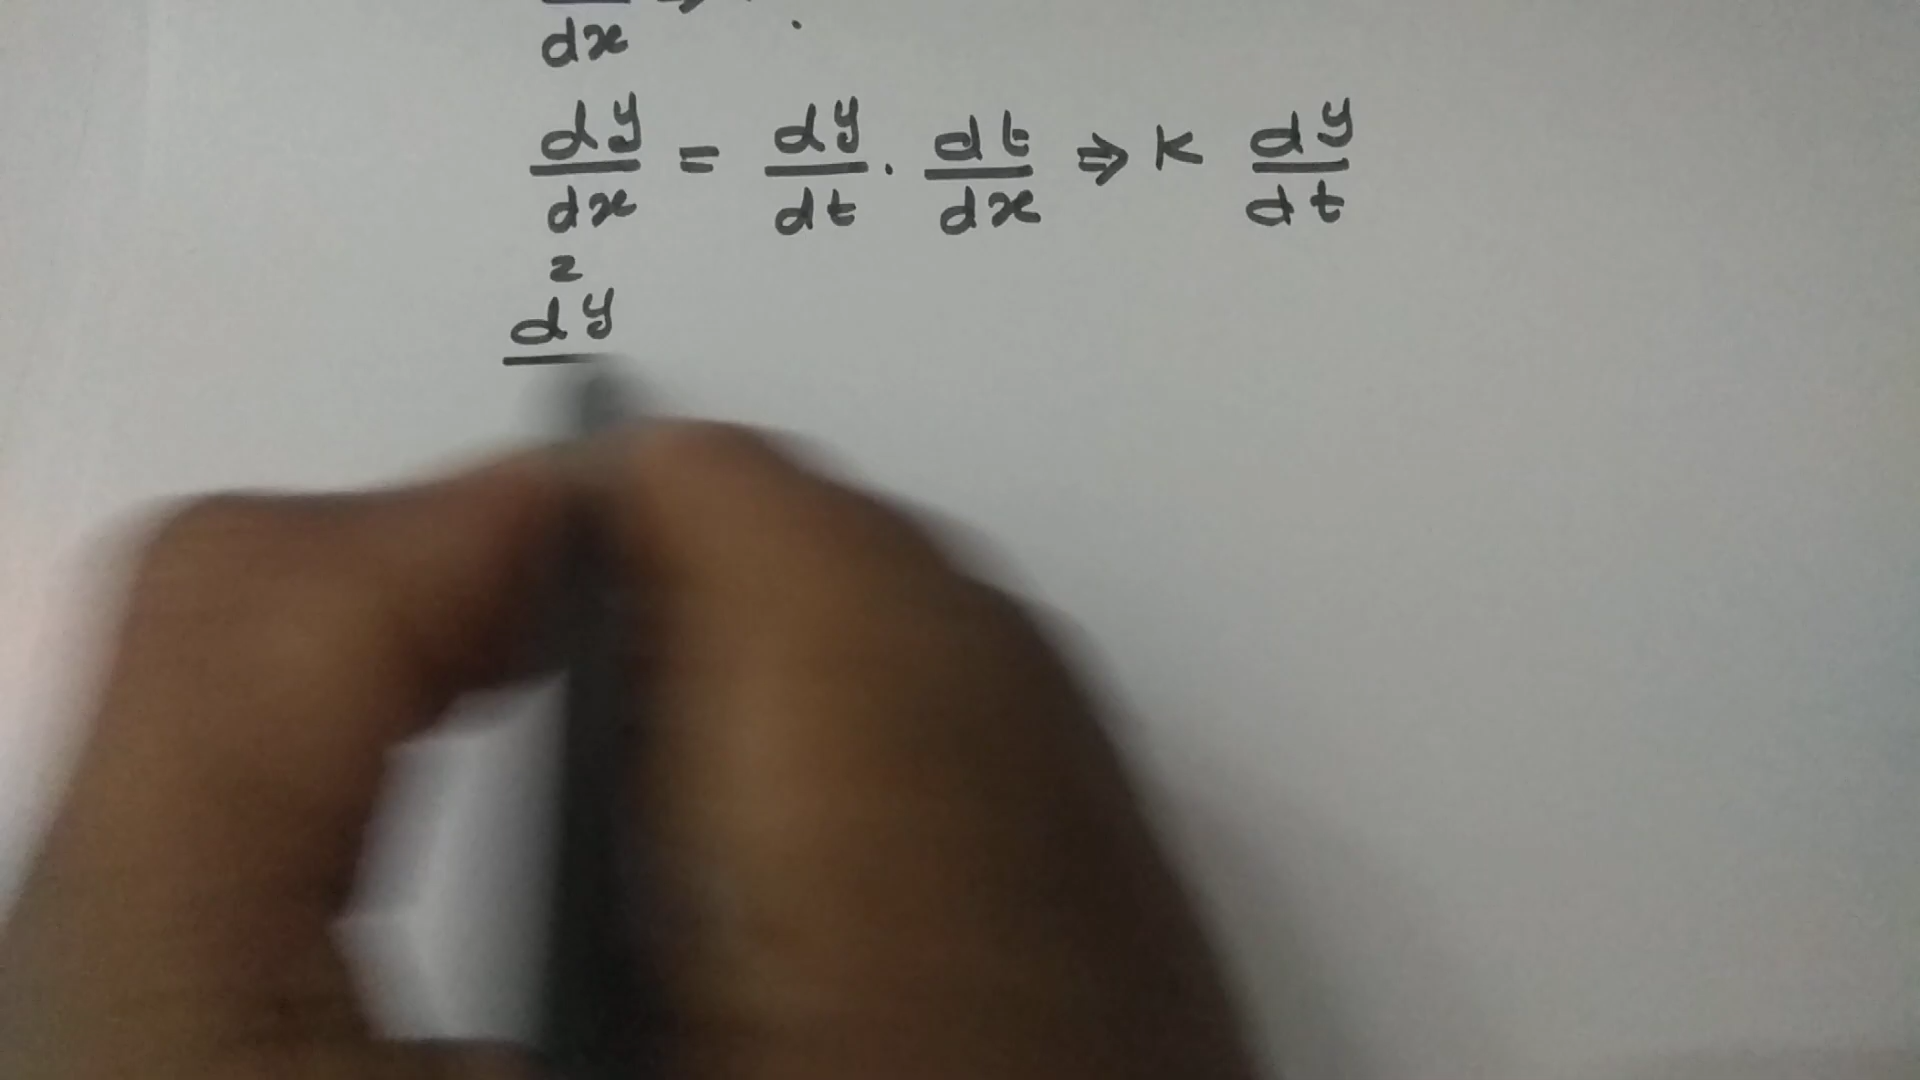 dx
dy/dx = dy/dt . dt/dx ⇒ k dy/dt
d²y